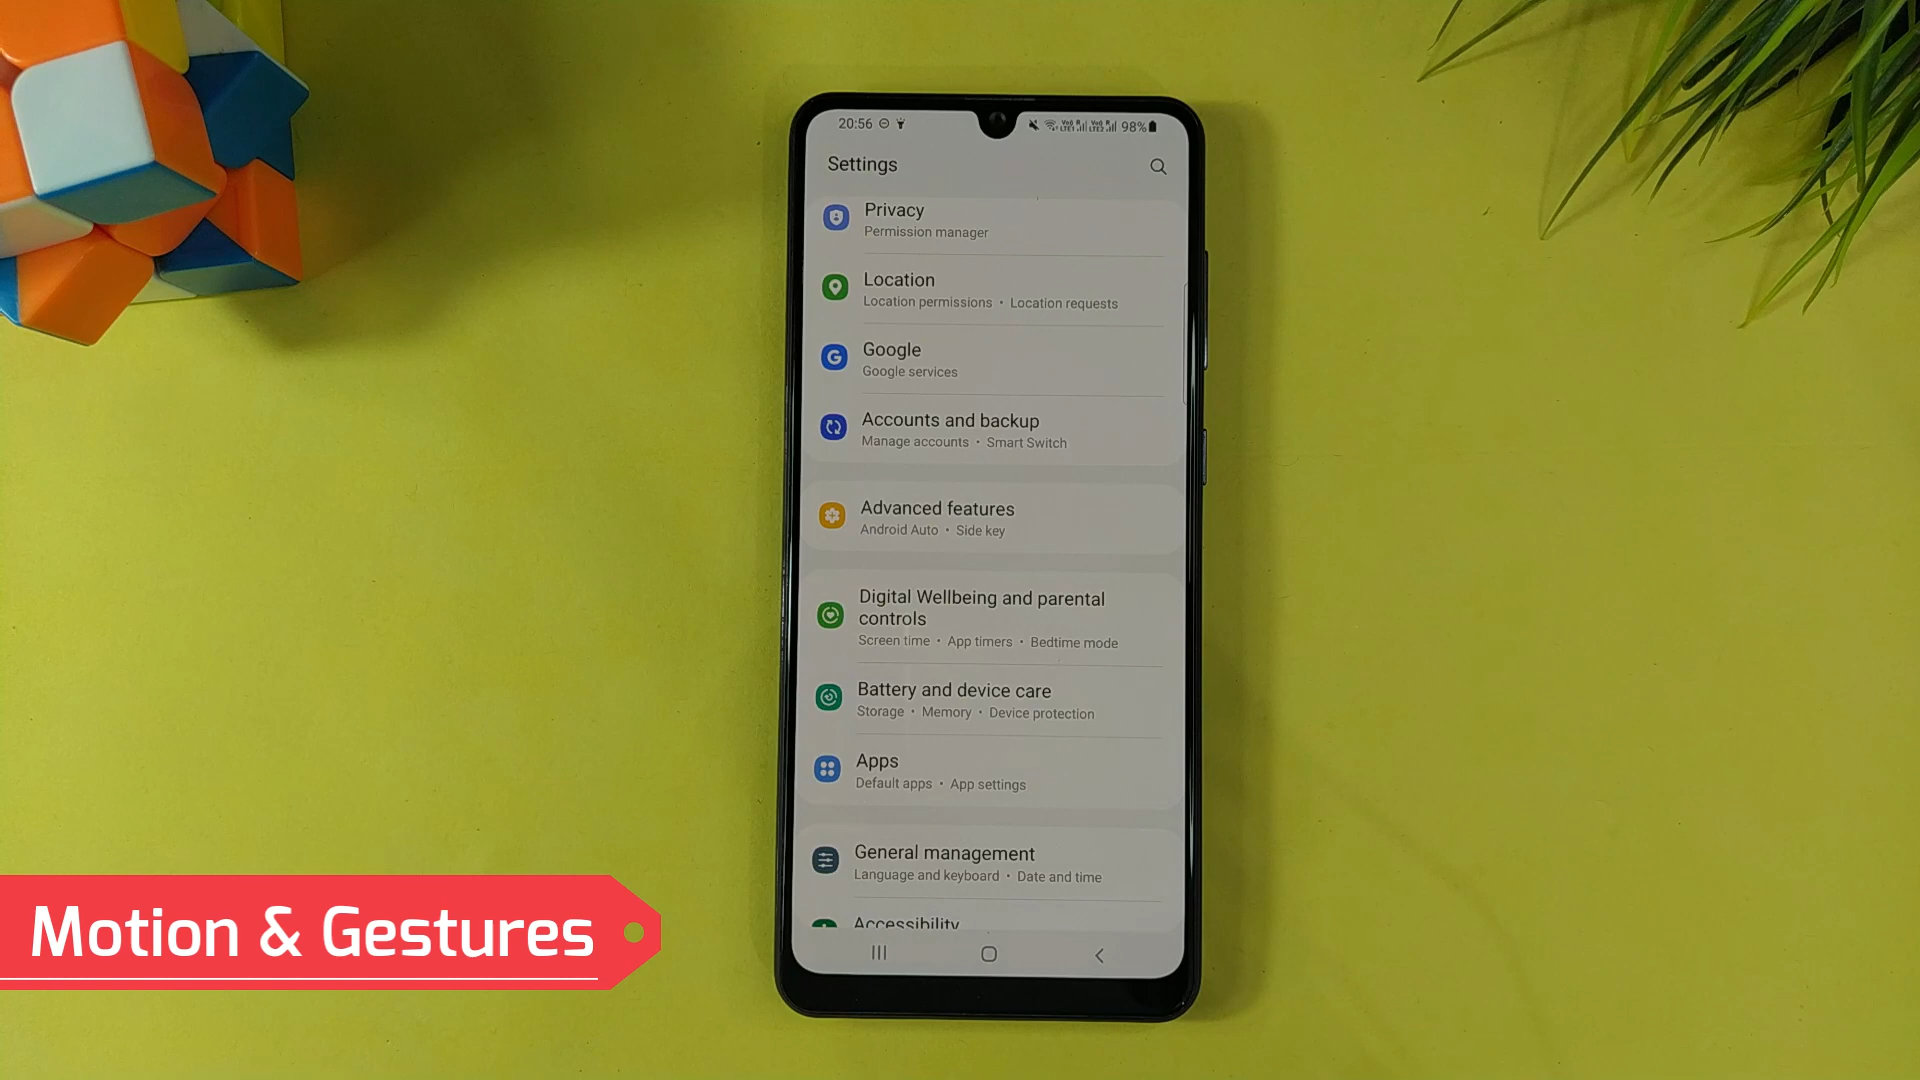 20:56
98%
Settings
Privacy
Permission manager
Location
Location permissions • Location requests
Google
Google services
Accounts and backup
Manage accounts • Smart Switch
Advanced features
Android Auto • Side key
Digital Wellbeing and parental
controls
Screen time • App timers • Bedtime mode
Battery and device care
Storage • Memory • Device protection
Apps
Default apps • App settings
General management
Language and keyboard • Date and time
Accessibility
Motion & Gestures